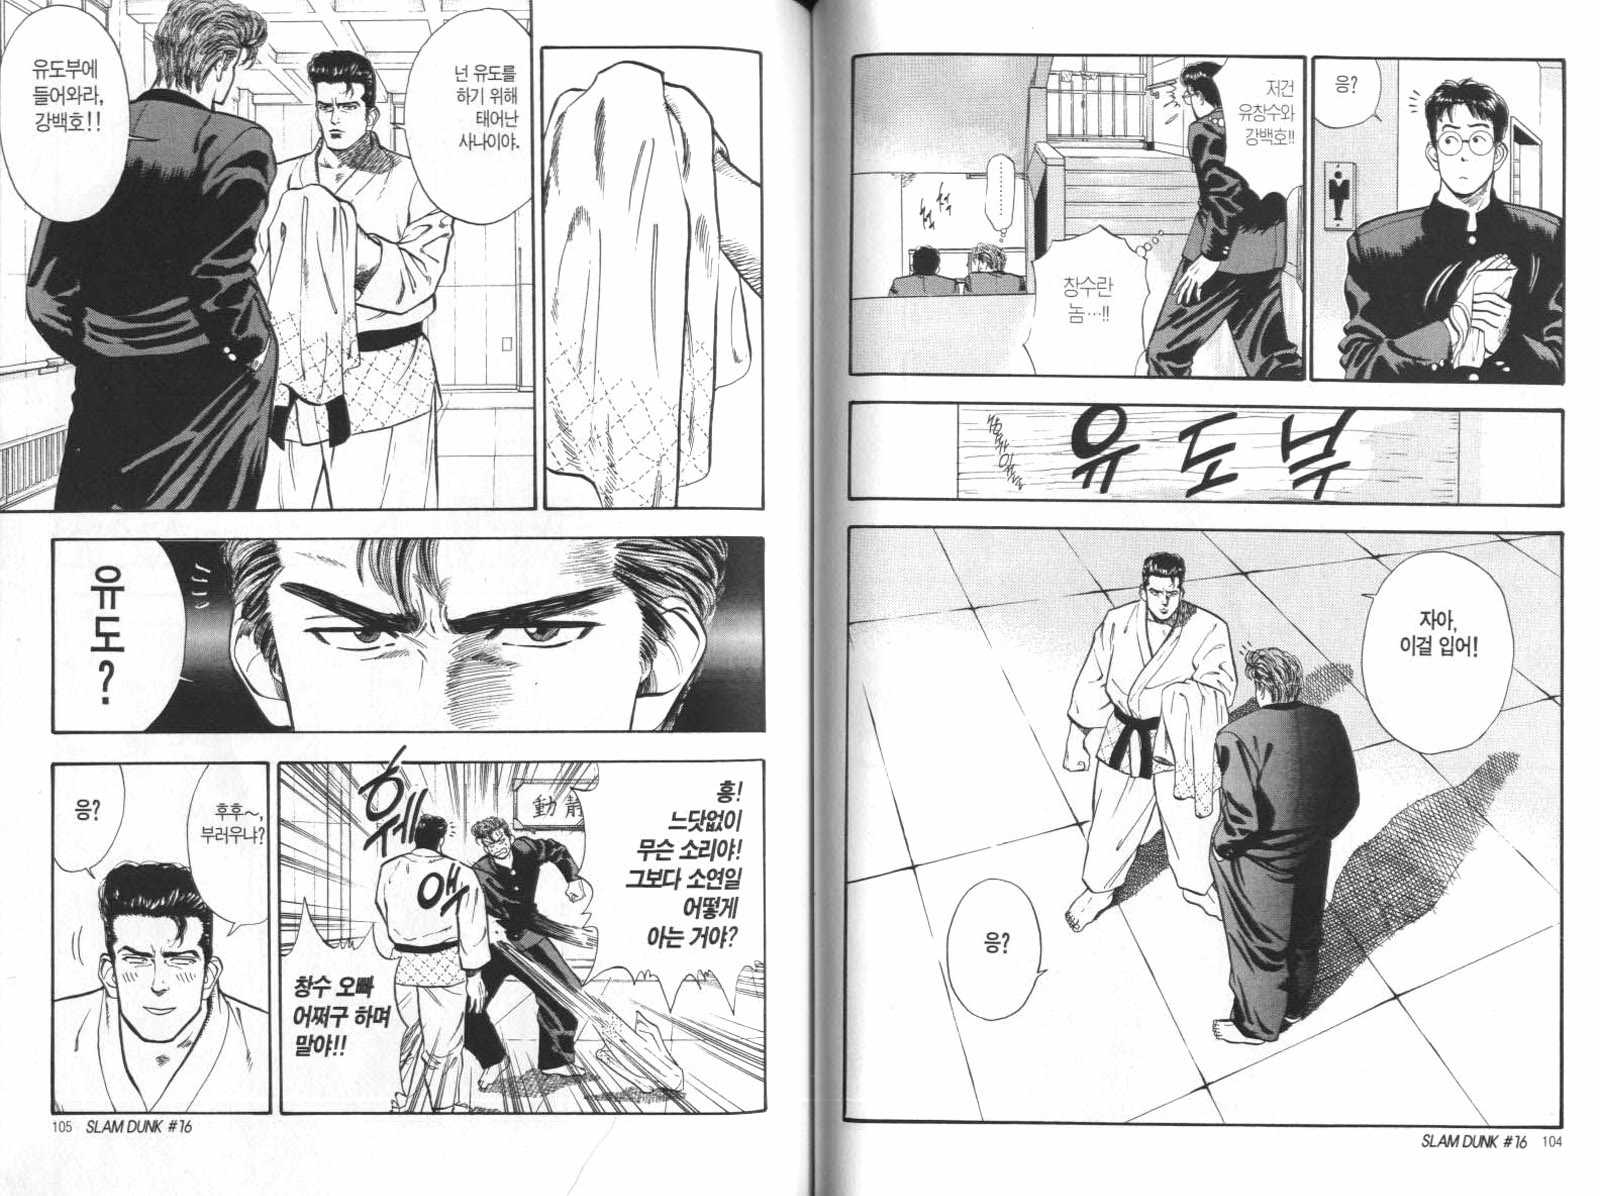 응?
저건
유창수와
강백호!!
창수란
놈…!!
유도부
자아,
이걸 입어!
응?
SLAM DUNK #16 104
넌 유도를
하기 위해
태어난
사나이야.
유도부에
들어와라,
강백호!!
유도?
흥!
느닷없이
무슨 소리야!
그보다 소연일
어떻게
아는 거야?
動靜
휴에
애
창수 오빠
어쩌구 하며
말야!!
후후~,
부러우냐?
응?
105 SLAM DUNK #16